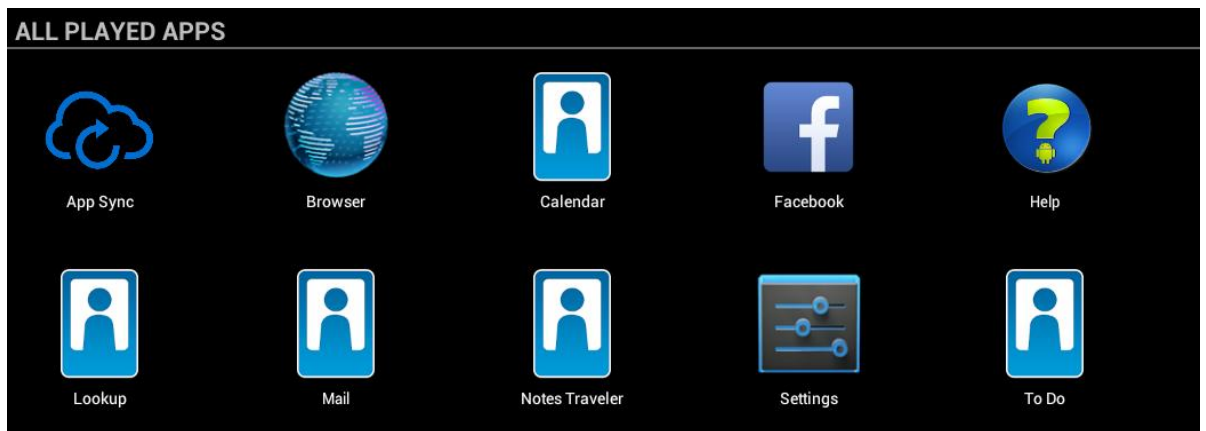 ALL PLAYED APPS
App Sync
Browser
Calendar
Facebook
Help
Lookup
Mail
Notes Traveler
Settings
To Do